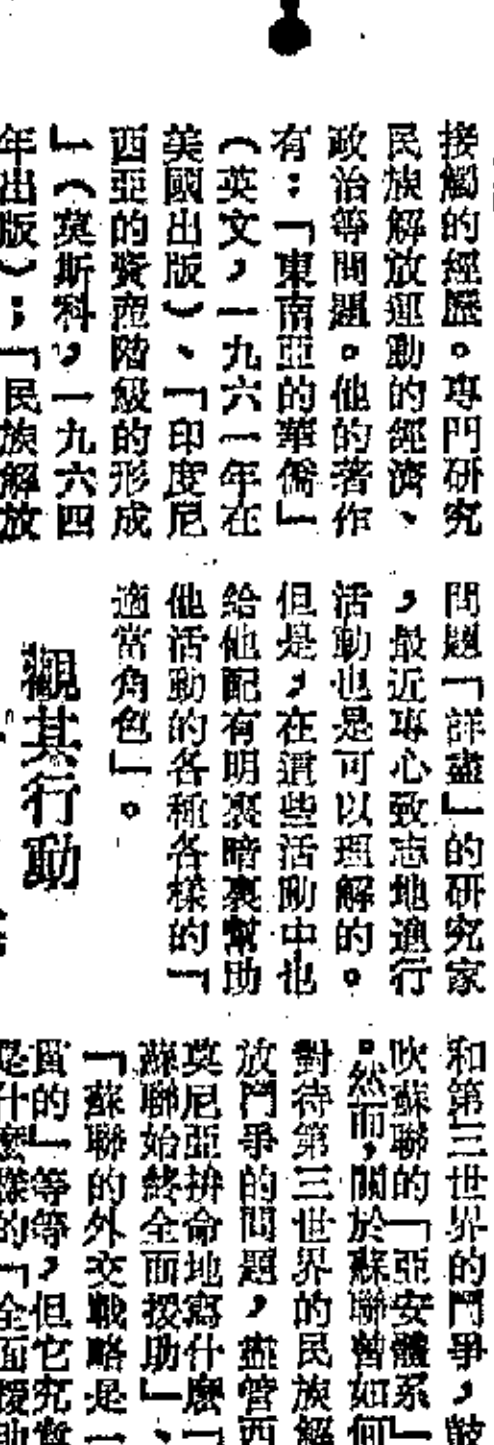 接觸的經歷。專門研究
民族解放運動的經濟、
政治等問題。他的著作
有：「東南亞的華僑」
（英文，一九六一年在
美國出版）、「印度尼
西亞的資產階級的形成
」（莫斯科，一九六四
年出版）；「民族解放
問題「詳盡」的研究家
，最近專心致志地進行
活動也是可以理解的。
但是，在這些活動中也
給他配有明裏暗裏幫助
他活動的各種各樣的「
適當角色」。
觀其行動
和第三世界的鬥爭，鼓
吹蘇聯的「亞安體系」
。然而，關於蘇聯曾如何
對待第三世界的民族解
放鬥爭的問題，儘管西
莫尼亞拚命地寫什麼「
蘇聯始終全面援助」、
「蘇聯的外交戰略是一
貫的」等等，但它究竟
是什麼樣的「全面援助